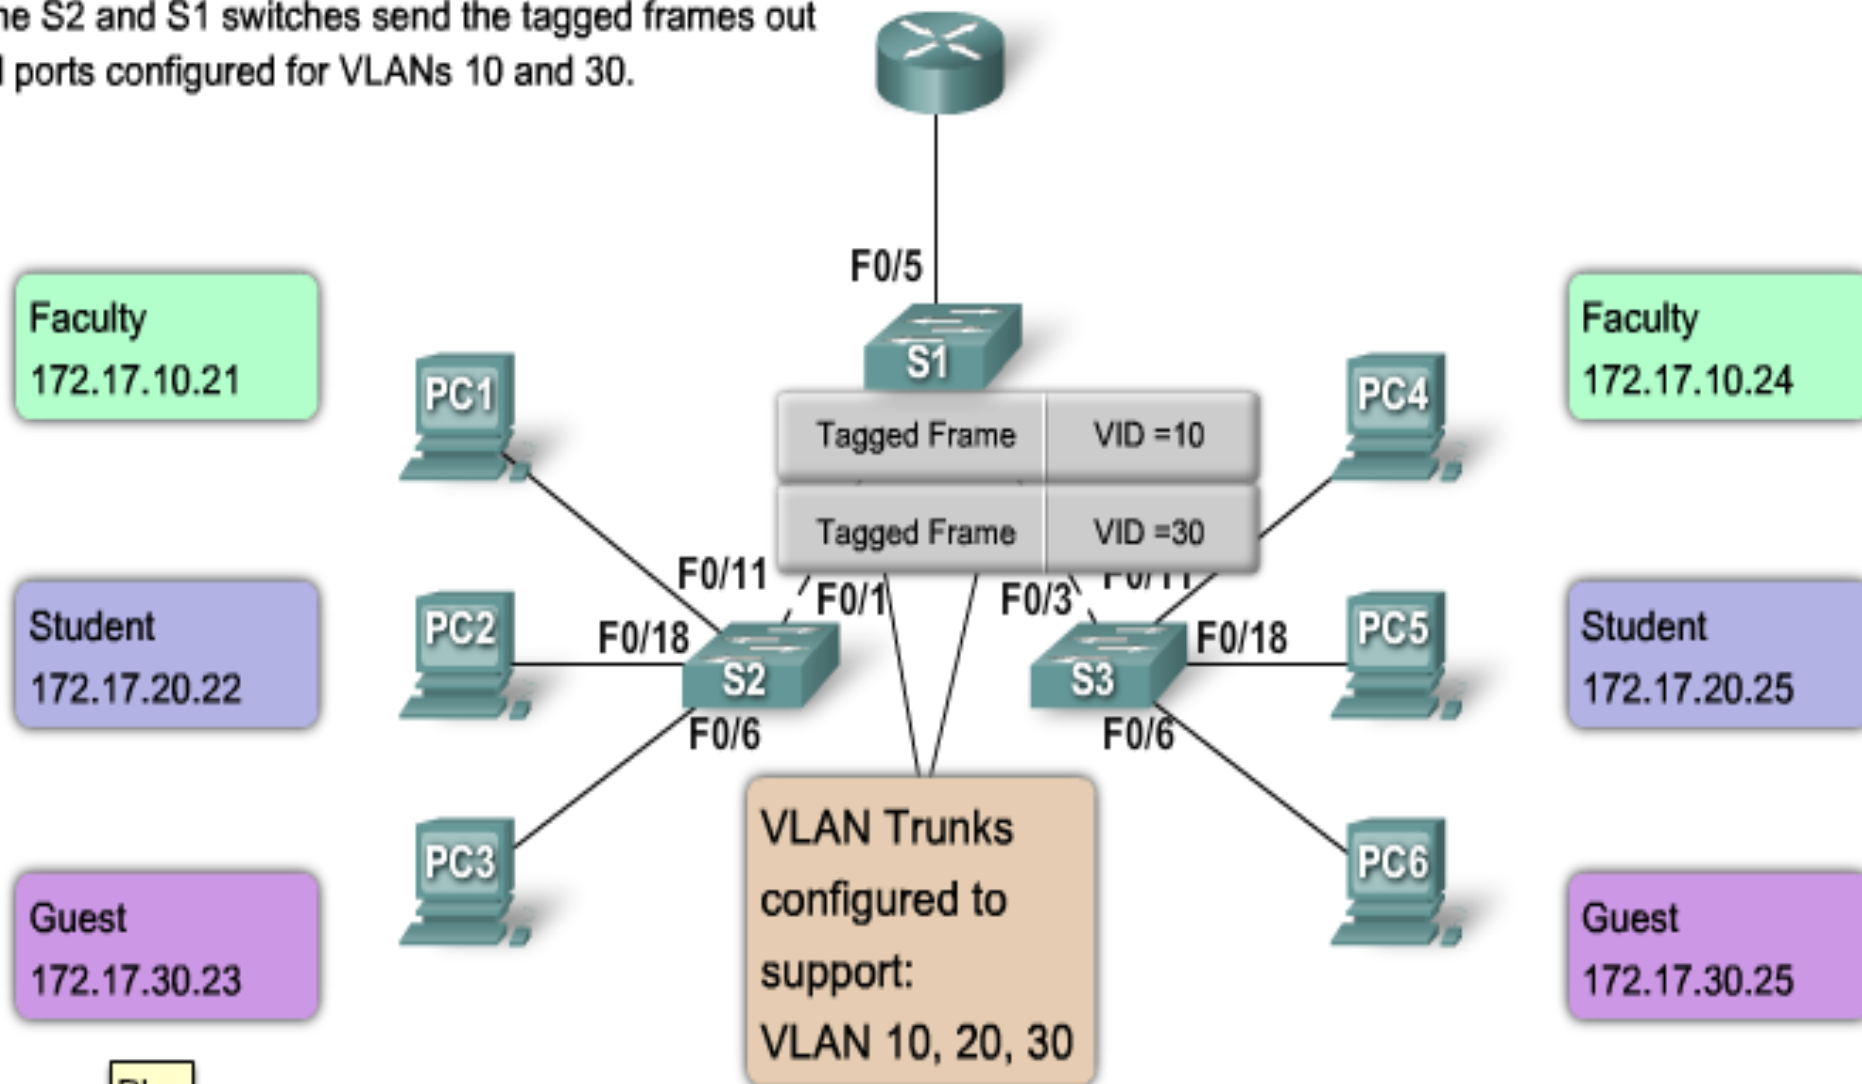 ne S2 and S1 switches send the tagged frames out
l ports configured for VLANs 10 and 30.
F0/5
S1
Faculty
172.17.10.21
PC1
Tagged Frame VID =10
Tagged Frame VID =30
PC4
Faculty
172.17.10.24
F0/11
F0/1
F0/3
F0/11
Student
172.17.20.22
PC2
F0/18
S2
F0/6
S3
F0/18
F0/6
PC5
Student
172.17.20.25
PC3
Guest
172.17.30.23
VLAN Trunks
configured to
support:
VLAN 10, 20, 30
PC6
Guest
172.17.30.25